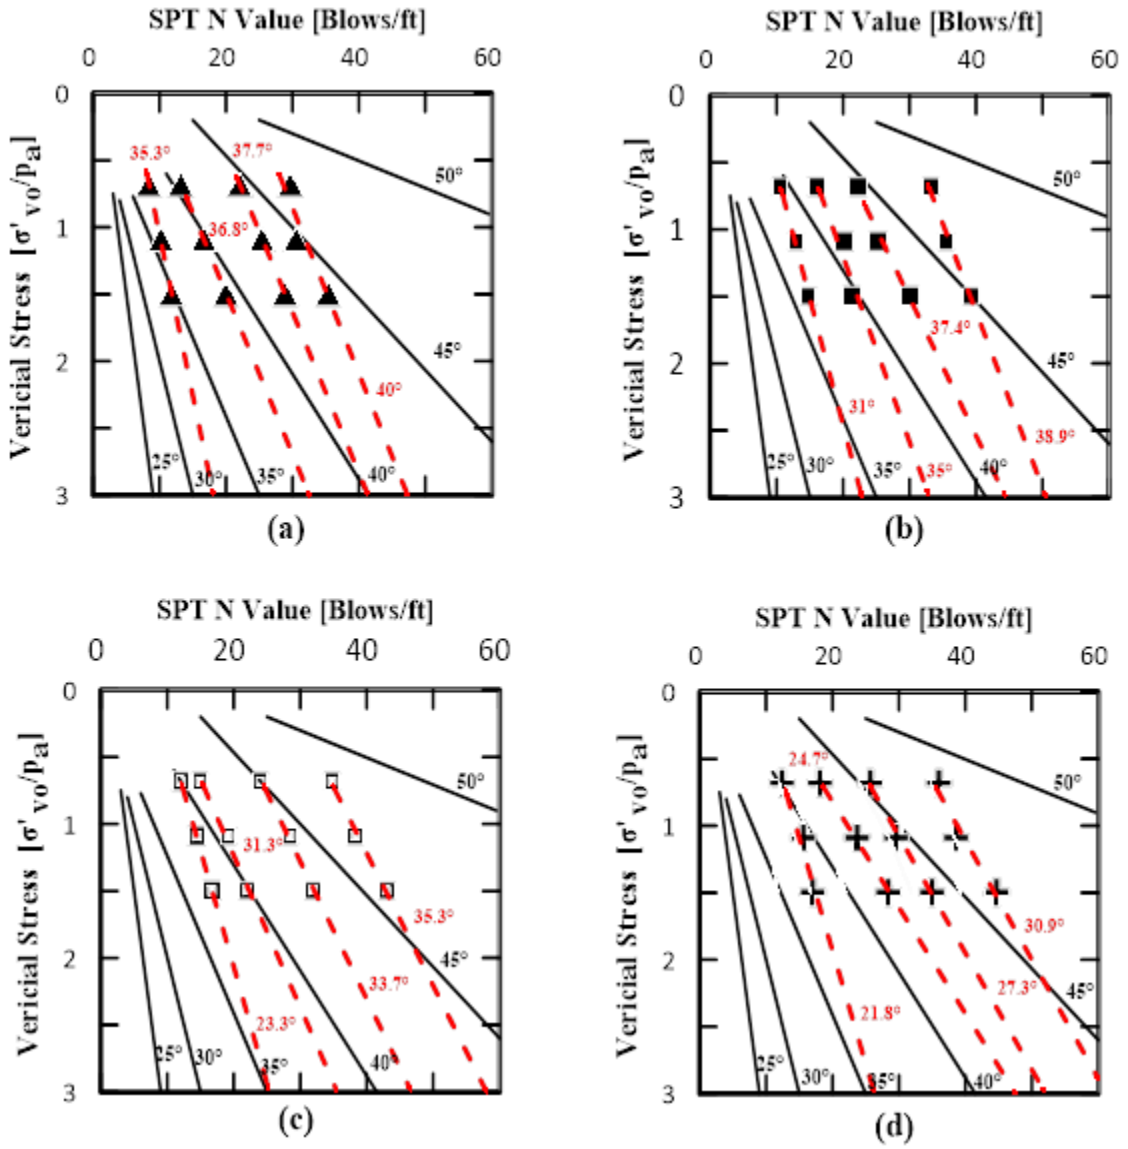 SPT N Value [Blows/ft]
0 20 40 60
0
1
2
3
Vericial Stress [σ'vo/pa]
35.3° 37.7°
50°
36.8°
45°
40°
25° 30° 35° 40°
(a)
SPT N Value [Blows/ft]
0 20 40 60
0
1
2
3
Vericial Stress [σ'vo/pa]
50°
37.4°
45°
31°
38.9°
25° 30° 35° 35° 40°
(b)
SPT N Value [Blows/ft]
0 20 40 60
0
1
2
3
Vericial Stress [σ'vo/pa]
50°
31.3°
35.3°
45°
33.7°
23.3°
25° 30° 35° 40°
(c)
SPT N Value [Blows/ft]
0 20 40 60
0
1
2
3
Vericial Stress [σ'vo/pa]
24.7°
50°
30.9°
27.3° 45°
21.8°
25° 30° 35° 40°
(d)